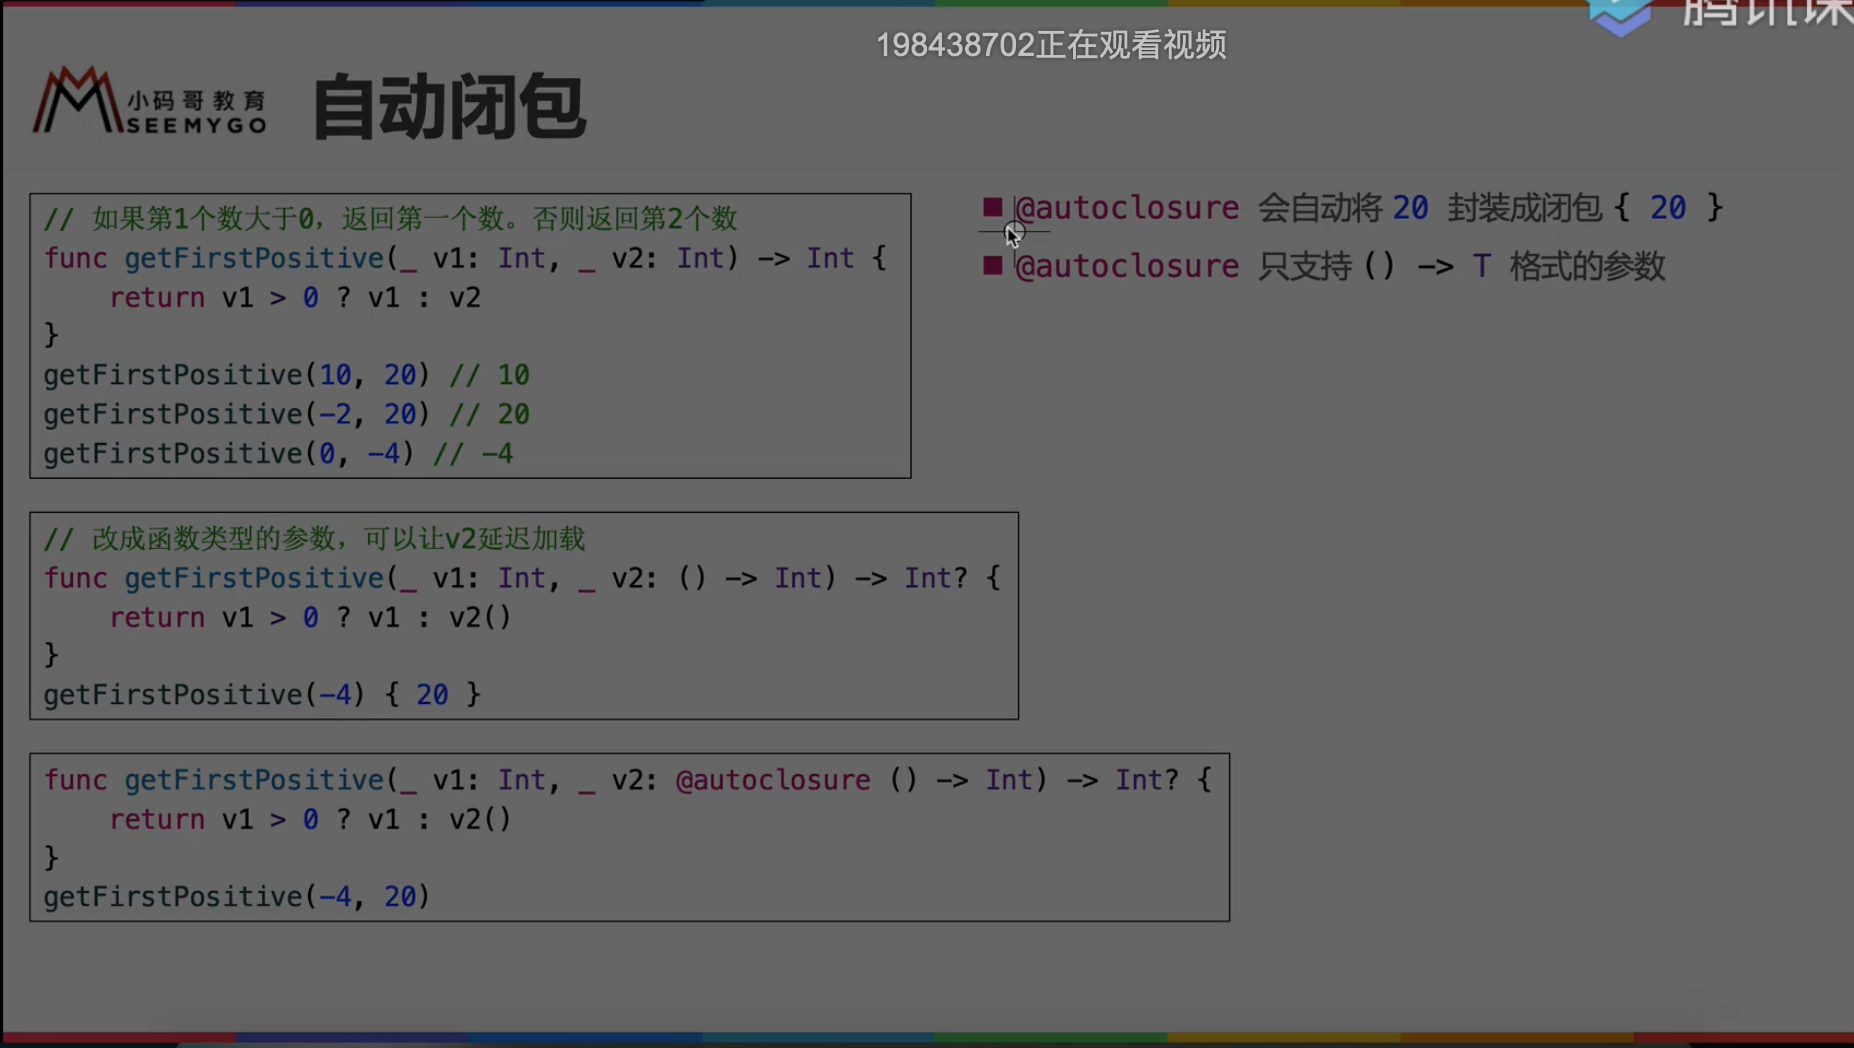 腾讯课
198438702正在观看视频
小码哥教育
SEEMYGO
自动闭包
// 如果第1个数大于0，返回第一个数。否则返回第2个数
func getFirstPositive(_ v1: Int, _ v2: Int) -> Int {
    return v1 > 0 ? v1 : v2
}
getFirstPositive(10, 20) // 10
getFirstPositive(-2, 20) // 20
getFirstPositive(0, -4) // -4
// 改成函数类型的参数，可以让v2延迟加载
func getFirstPositive(_ v1: Int, _ v2: () -> Int) -> Int? {
    return v1 > 0 ? v1 : v2()
}
getFirstPositive(-4) { 20 }
func getFirstPositive(_ v1: Int, _ v2: @autoclosure () -> Int) -> Int? {
    return v1 > 0 ? v1 : v2()
}
getFirstPositive(-4, 20)
■ @autoclosure 会自动将 20 封装成闭包 { 20 }
■ @autoclosure 只支持 () -> T 格式的参数